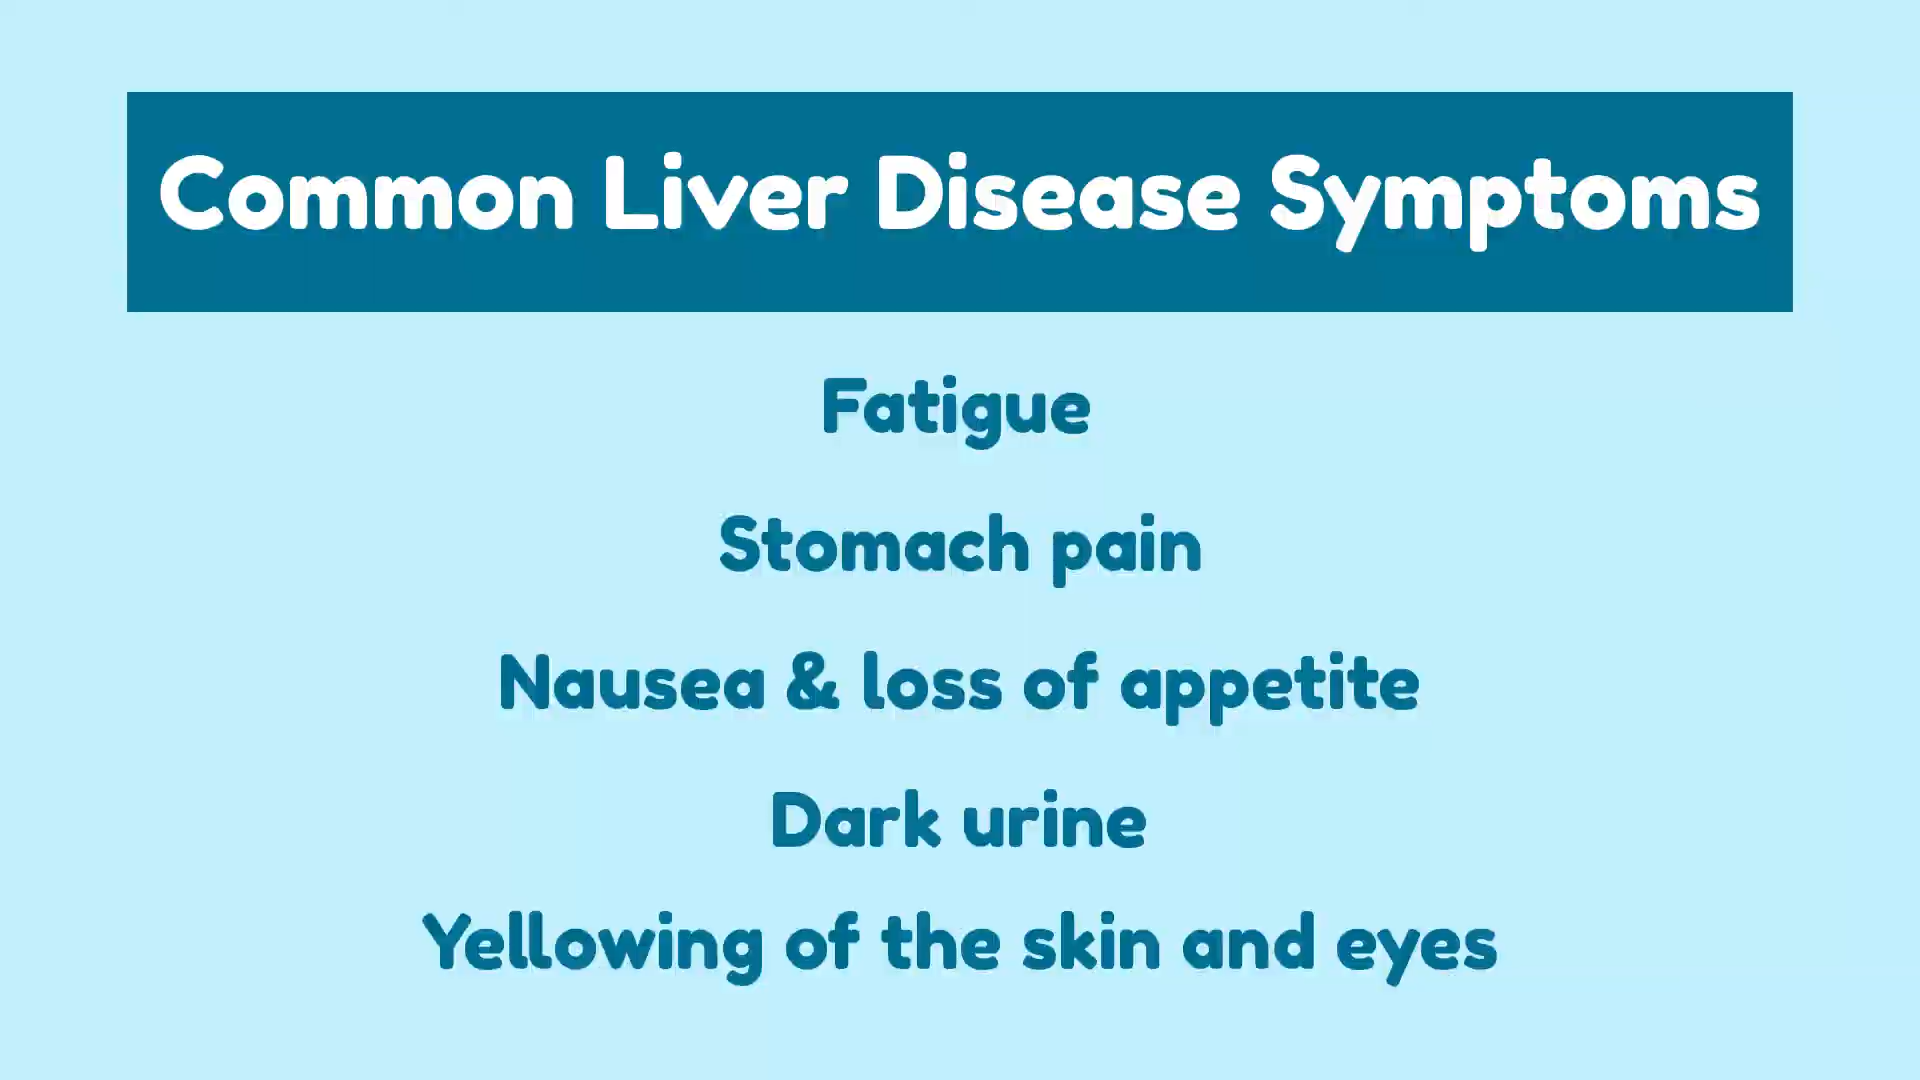 Common Liver Disease Symptoms
Fatigue
Stomach pain
Nausea & loss of appetite
Dark urine
Yellowing of the skin and eyes